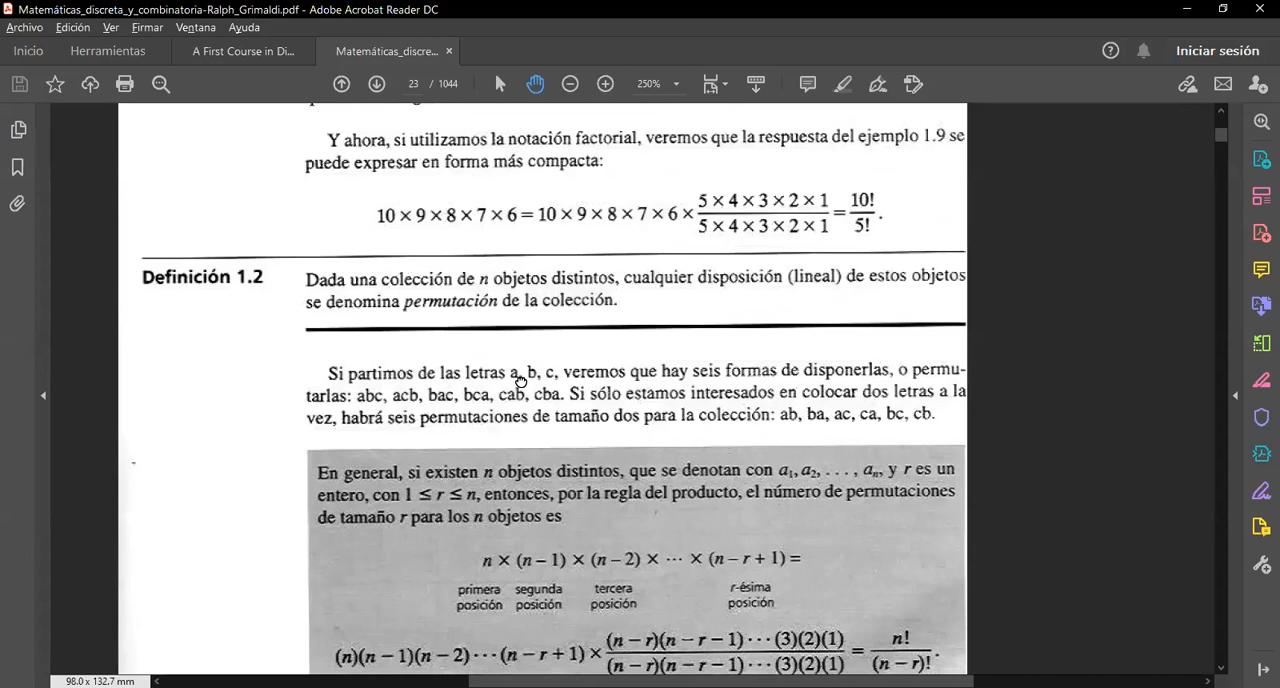 Matemáticas_discreta_y_combinatoria-Ralph_Grimaldi.pdf - Adobe Acrobat Reader DC
Archivo Edición Ver Firmar Ventana Ayuda
Inicio Herramientas A First Course in Di... Matemáticas_discre... × Iniciar sesión
23 / 1044 250%
Y ahora, si utilizamos la notación factorial, veremos que la respuesta del ejemplo 1.9 se
puede expresar en forma más compacta:
10 × 9 × 8 × 7 × 6 = 10 × 9 × 8 × 7 × 6 × (5 × 4 × 3 × 2 × 1)/(5 × 4 × 3 × 2 × 1) = 10!/5!.
Definición 1.2 Dada una colección de n objetos distintos, cualquier disposición (lineal) de estos objetos
se denomina permutación de la colección.
Si partimos de las letras a, b, c, veremos que hay seis formas de disponerlas, o permu-
tarlas: abc, acb, bac, bca, cab, cba. Si sólo estamos interesados en colocar dos letras a la
vez, habrá seis permutaciones de tamaño dos para la colección: ab, ba, ac, ca, bc, cb.
En general, si existen n objetos distintos, que se denotan con a₁, a₂, . . . , aₙ, y r es un
entero, con 1 ≤ r ≤ n, entonces, por la regla del producto, el número de permutaciones
de tamaño r para los n objetos es
n × (n − 1) × (n − 2) × ··· × (n − r + 1) =
primera segunda tercera r-ésima
posición posición posición posición
(n)(n − 1)(n − 2) ··· (n − r + 1) × (n − r)(n − r − 1) ··· (3)(2)(1)/(n − r)(n − r − 1) ··· (3)(2)(1) = n!/(n − r)!.
98.0 x 132.7 mm